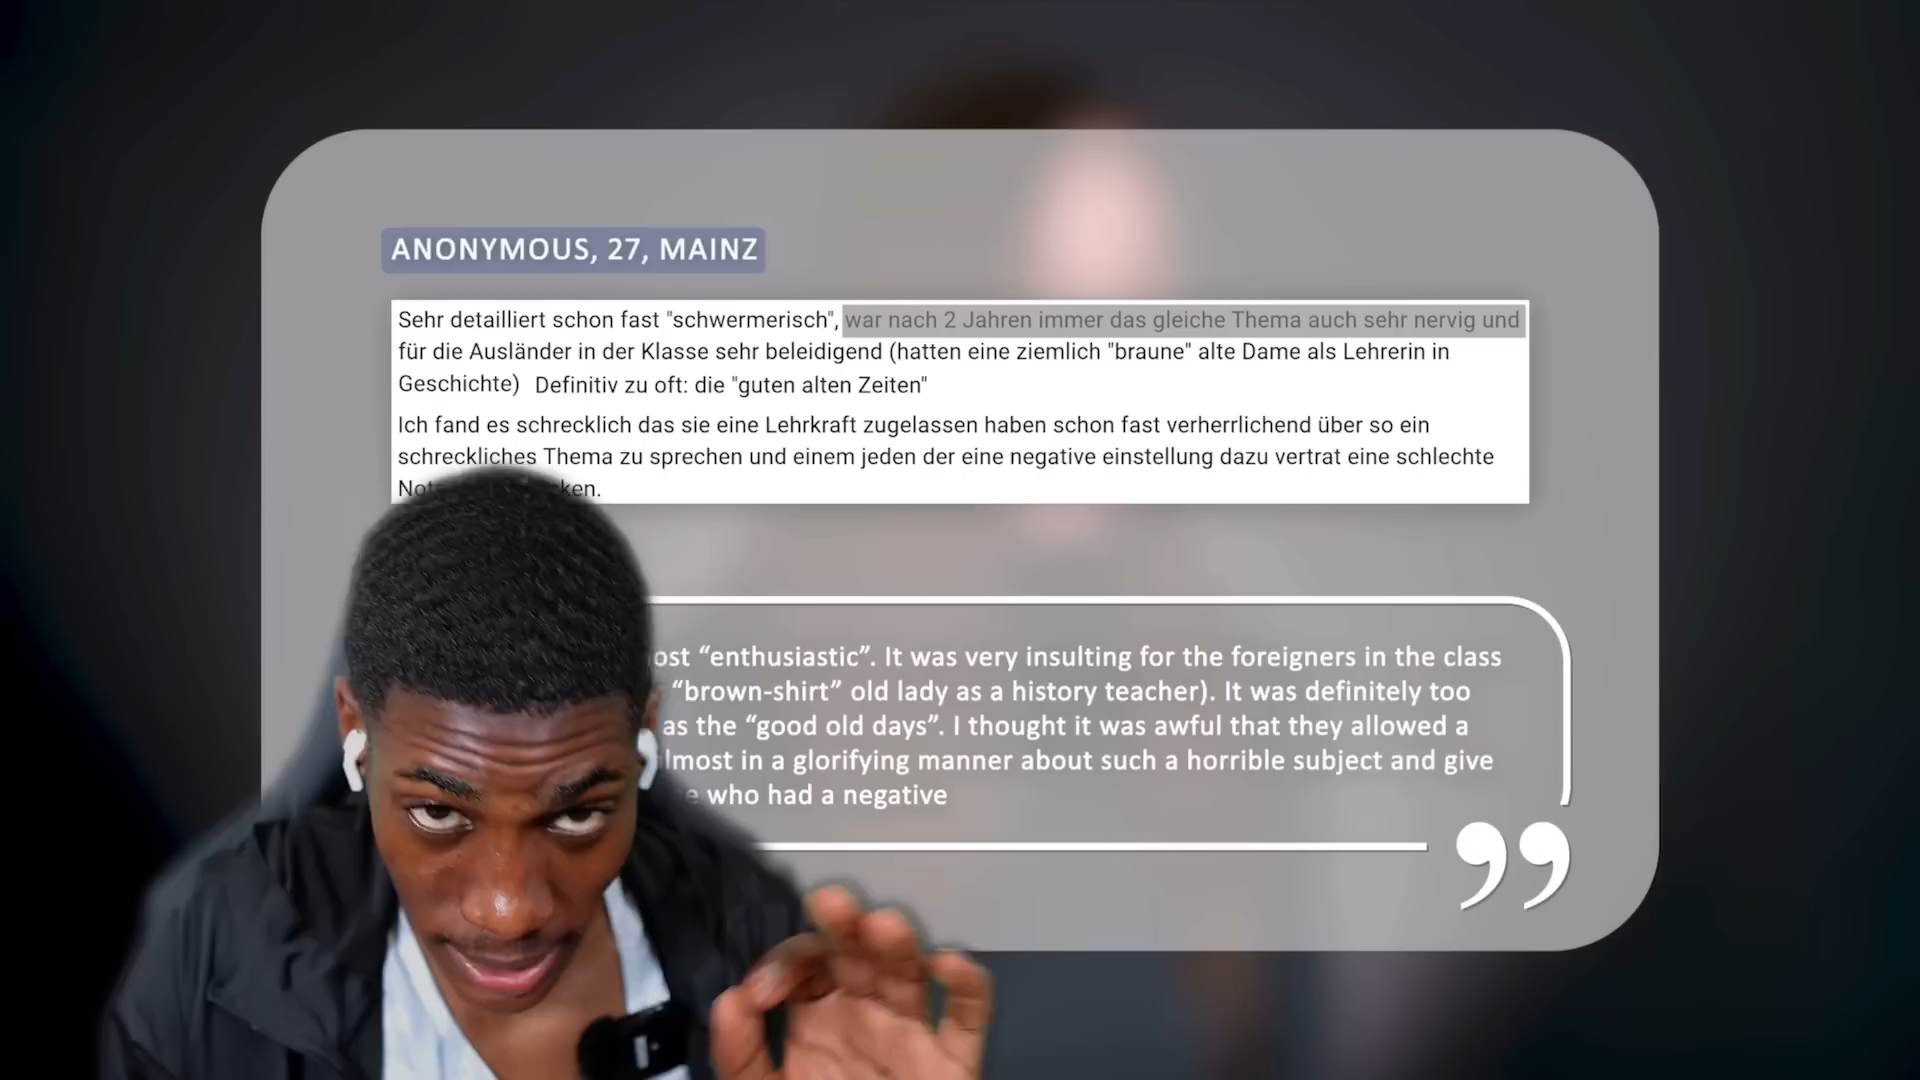 ANONYMOUS, 27, MAINZ
Sehr detailliert schon fast "schwermerisch", war nach 2 Jahren immer das gleiche Thema auch sehr nervig und
für die Ausländer in der Klasse sehr beleidigend (hatten eine ziemlich "braune" alte Dame als Lehrerin in
Geschichte) Definitiv zu oft: die "guten alten Zeiten"
Ich fand es schrecklich das sie eine Lehrkraft zugelassen haben schon fast verherrlichend über so ein
schreckliches Thema zu sprechen und einem jeden der eine negative einstellung dazu vertrat eine schlechte
“enthusiastic”. It was very insulting for the foreigners in the class
“brown-shirt” old lady as a history teacher). It was definitely too
as the “good old days”. I thought it was awful that they allowed a
in a glorifying manner about such a horrible subject and give
who had a negative